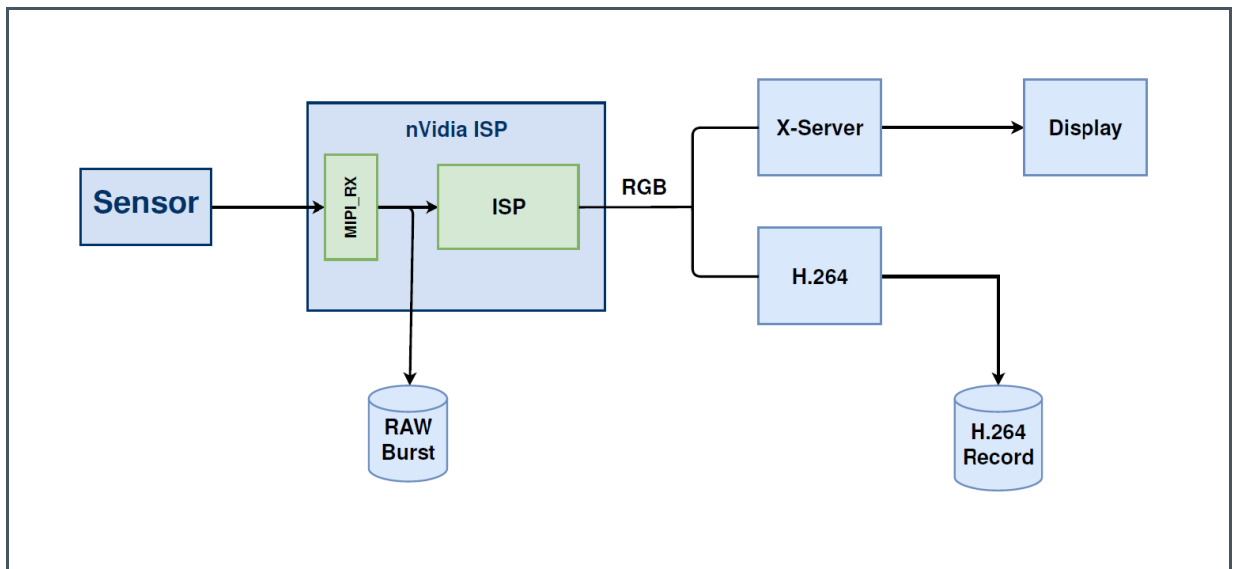 nVidia ISP
Sensor
MIPI_RX
ISP
RGB
X-Server
Display
H.264
RAW
Burst
H.264
Record